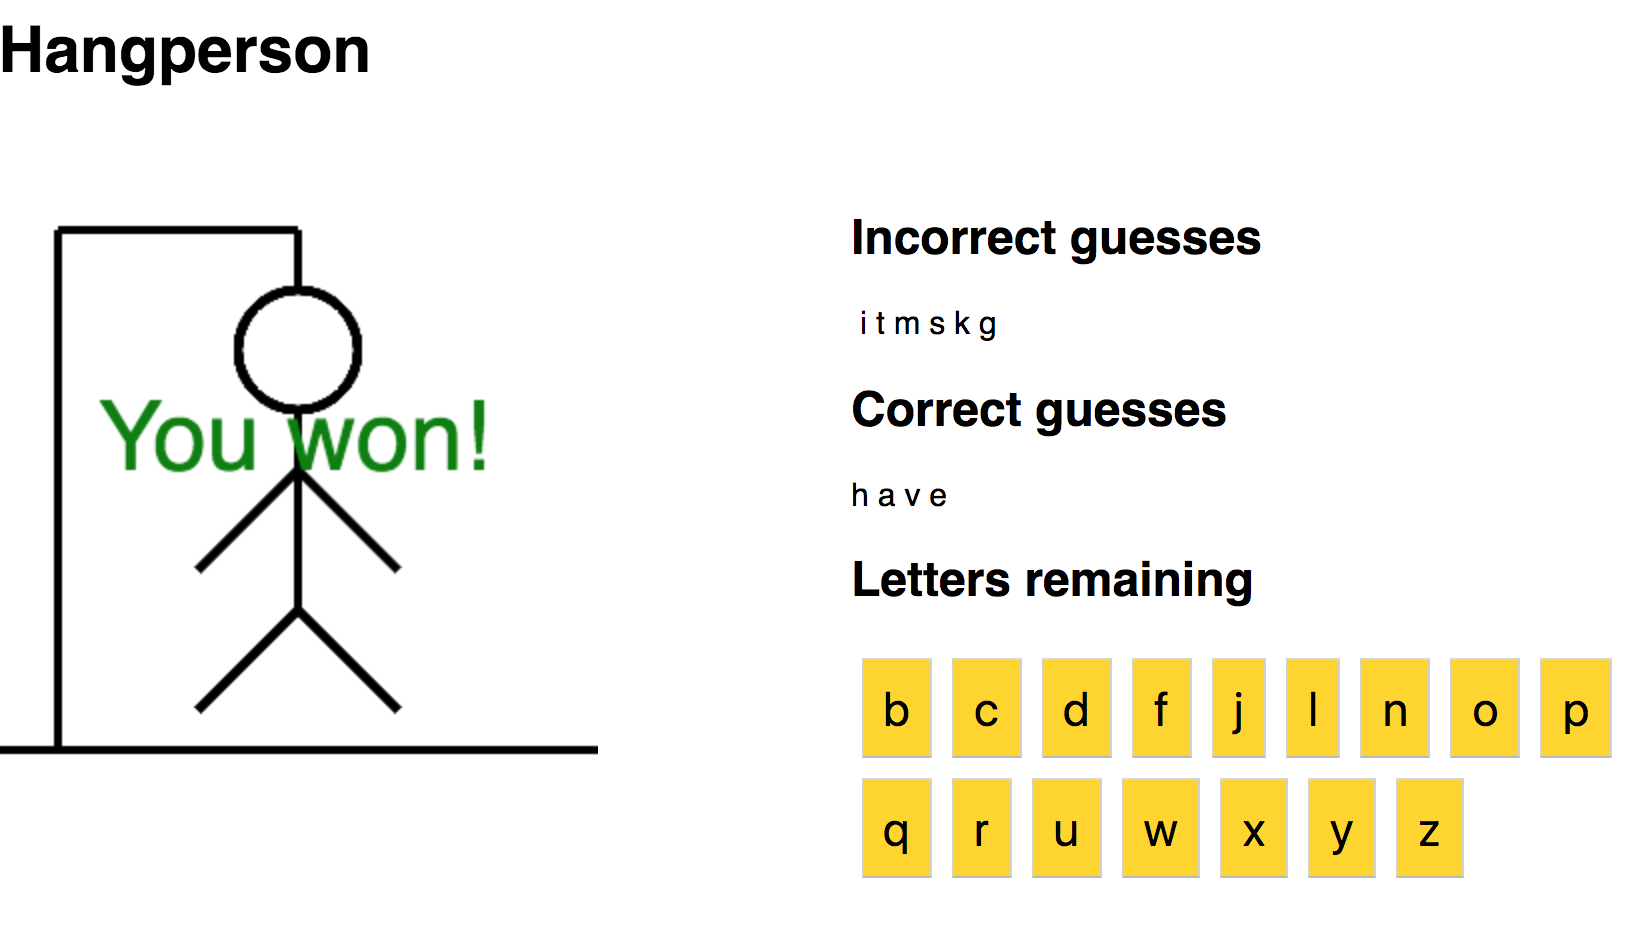 Hangperson
You won!
Incorrect guesses
i t m s k g
Correct guesses
h a v e
Letters remaining
b c d f j l n o p
q r u w x y z